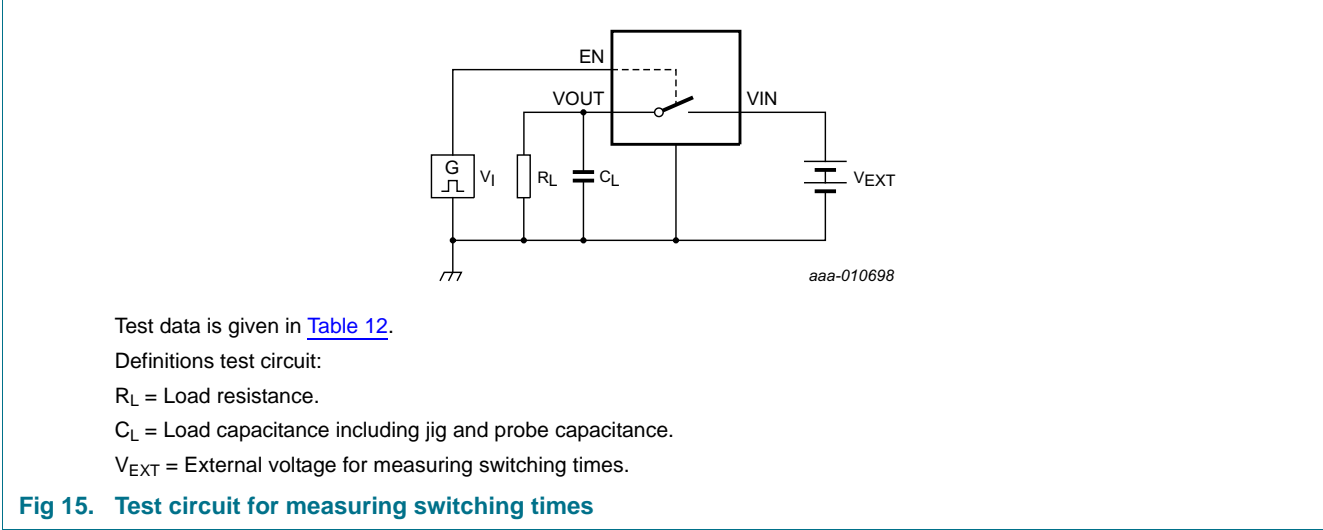 EN
VOUT
VIN
G
VI
RL
CL
VEXT
aaa-010698
Test data is given in Table 12.
Definitions test circuit:
RL = Load resistance.
CL = Load capacitance including jig and probe capacitance.
VEXT = External voltage for measuring switching times.
Fig 15. Test circuit for measuring switching times